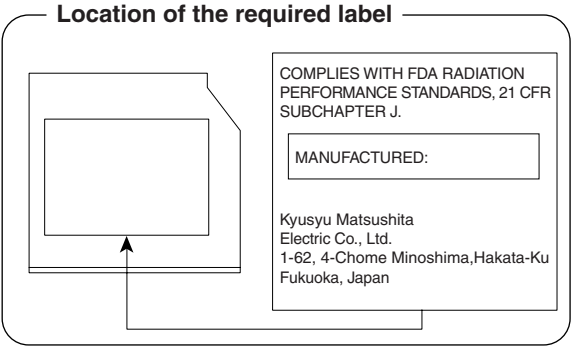 Location of the required label
COMPLIES WITH FDA RADIATION
PERFORMANCE STANDARDS, 21 CFR
SUBCHAPTER J.
MANUFACTURED:
Kyusyu Matsushita
Electric Co., Ltd.
1-62, 4-Chome Minoshima,Hakata-Ku
Fukuoka, Japan